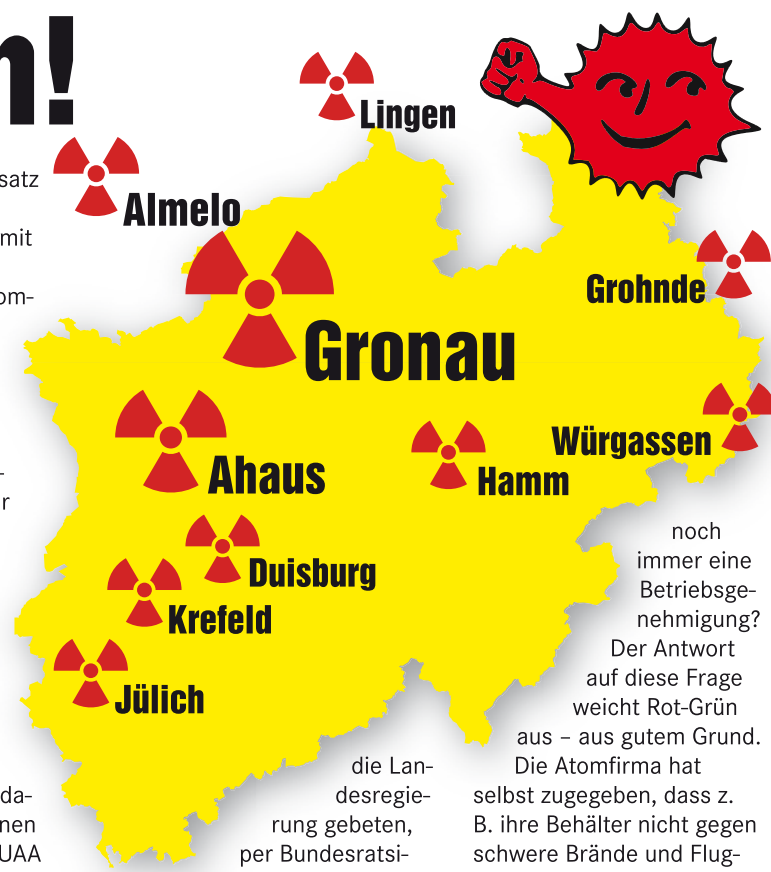 n!
satz
mit
om-
-
r
da-
nen
UAA
Lingen
Almelo
Grohnde
Gronau
Würgassen
Ahaus
Hamm
Duisburg
Krefeld
Jülich
die Lan-
desregie-
rung gebeten,
per Bundesratsi-
noch
immer eine
Betriebsge-
nehmigung?
Der Antwort
auf diese Frage
weicht Rot-Grün
aus – aus gutem Grund.
Die Atomfirma hat
selbst zugegeben, dass z.
B. ihre Behälter nicht gegen
schwere Brände und Flug-